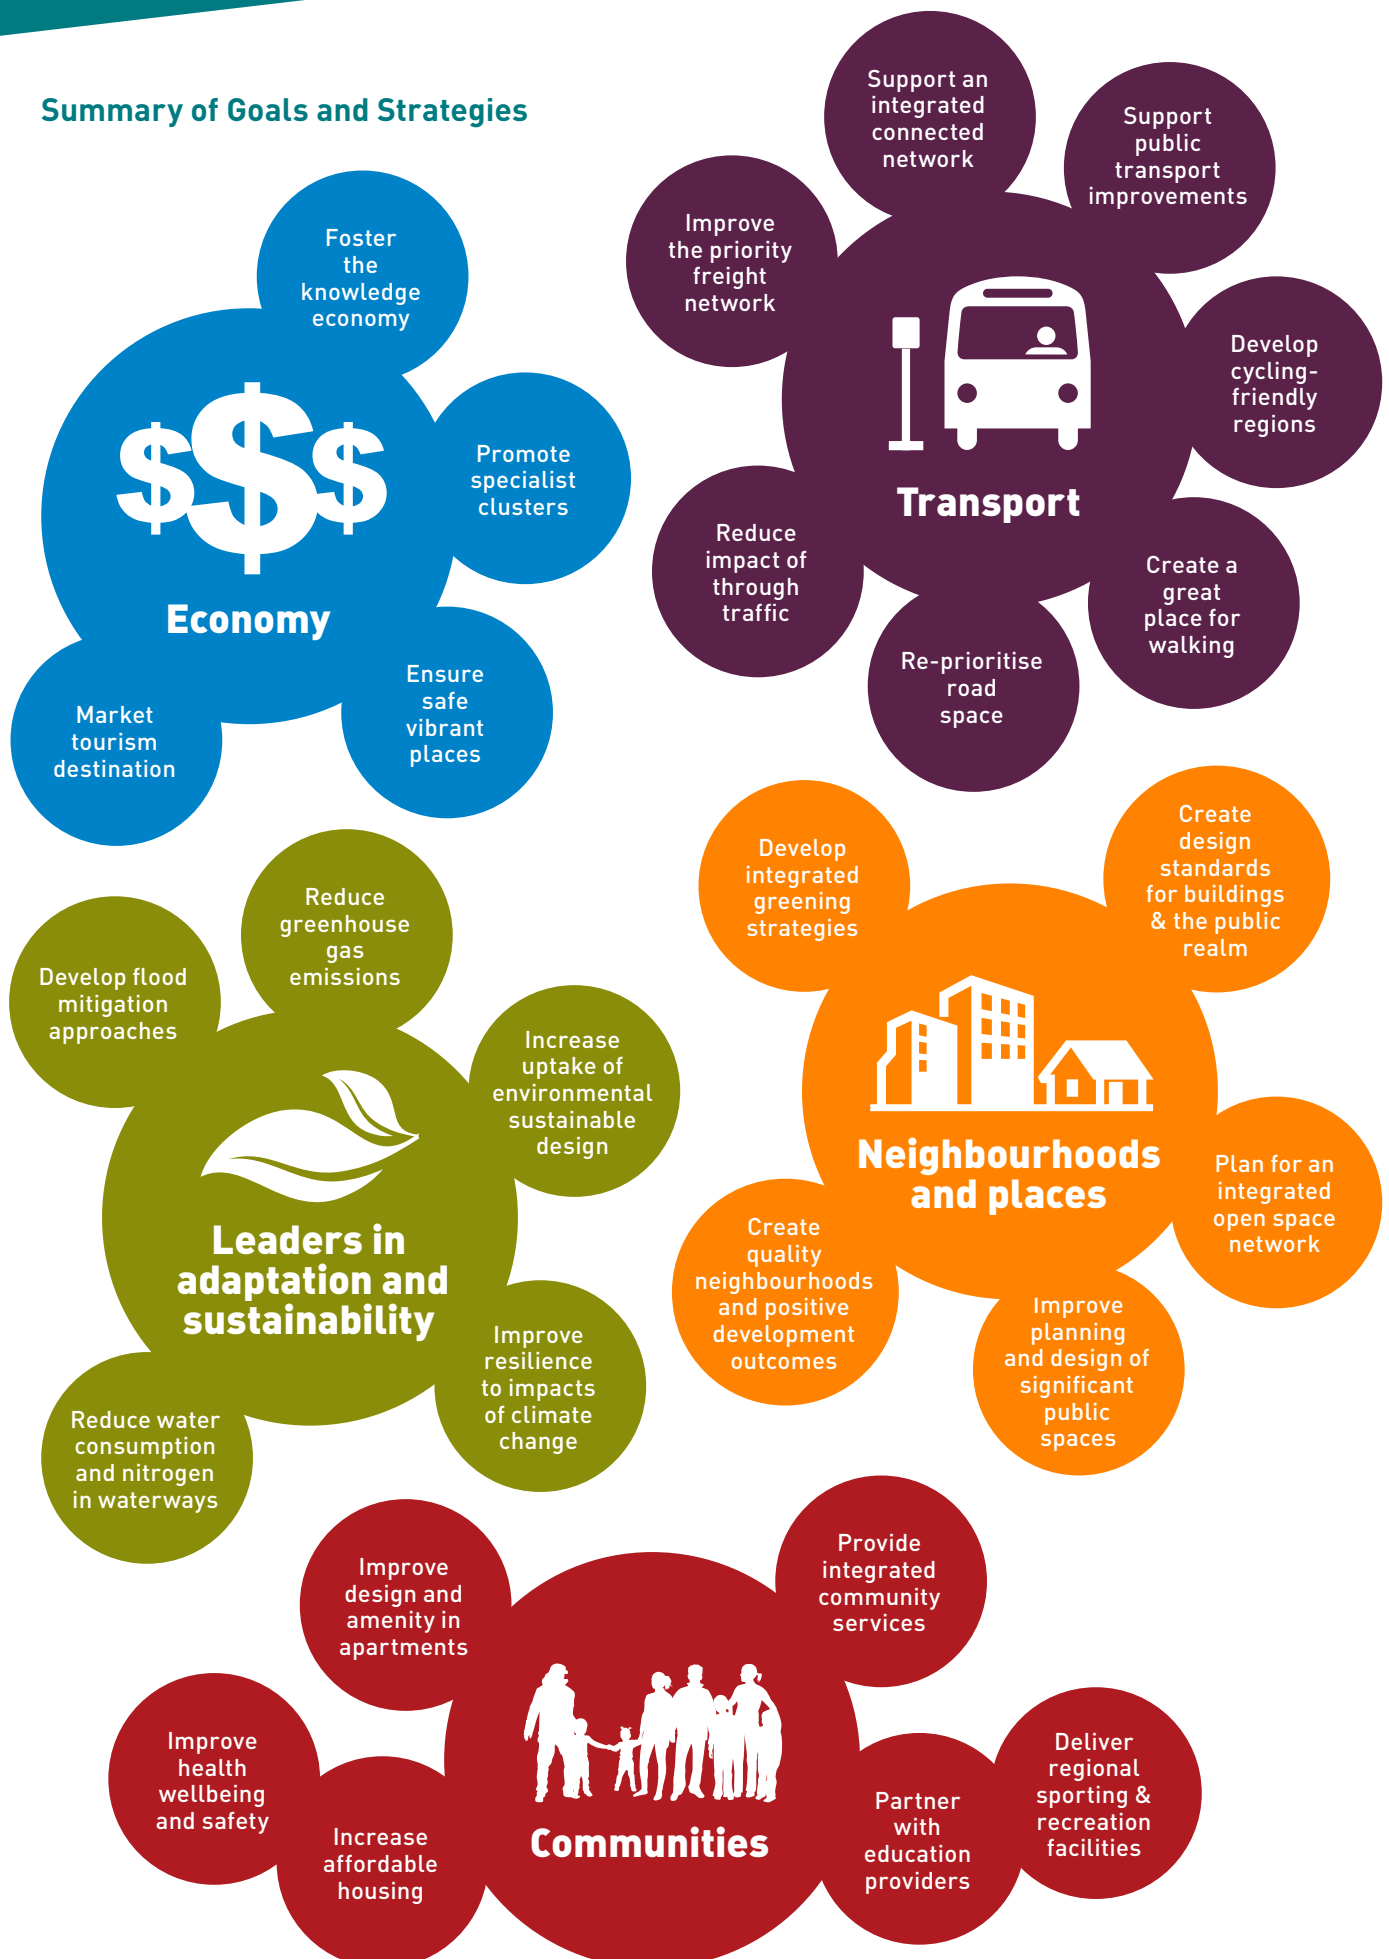 Summary of Goals and Strategies
Foster
the
knowledge
economy
Promote
specialist
clusters
Ensure
safe
vibrant
places
Market
tourism
destination
$$$
Economy
Support an
integrated
connected
network
Support
public
transport
improvements
Improve
the priority
freight
network
Develop
cycling-
friendly
regions
Create a
great
place for
walking
Re-prioritise
road
space
Reduce
impact of
through
traffic
Transport
Reduce
greenhouse
gas
emissions
Develop flood
mitigation
approaches
Increase
uptake of
environmental
sustainable
design
Improve
resilience
to impacts
of climate
change
Reduce water
consumption
and nitrogen
in waterways
Leaders in
adaptation and
sustainability
Develop
integrated
greening
strategies
Create
design
standards
for buildings
& the public
realm
Plan for an
integrated
open space
network
Improve
planning
and design of
significant
public
spaces
Create
quality
neighbourhoods
and positive
development
outcomes
Neighbourhoods
and places
Improve
design and
amenity in
apartments
Provide
integrated
community
services
Improve
health
wellbeing
and safety
Increase
affordable
housing
Partner
with
education
providers
Deliver
regional
sporting &
recreation
facilities
Communities